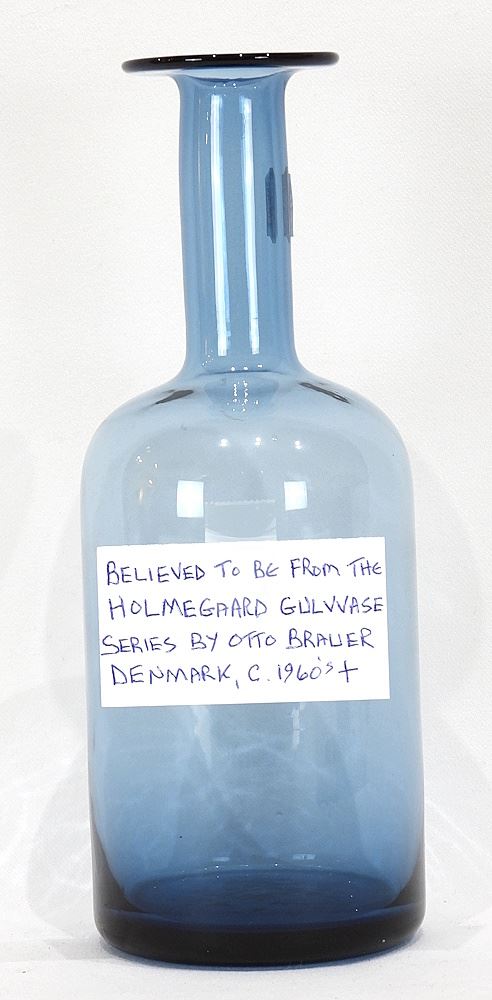 BELIEVED TO BE FROM THE
HOLMEGAARD GULVVASE
SERIES BY OTTO BRAUER
DENMARK, C. 1960's +